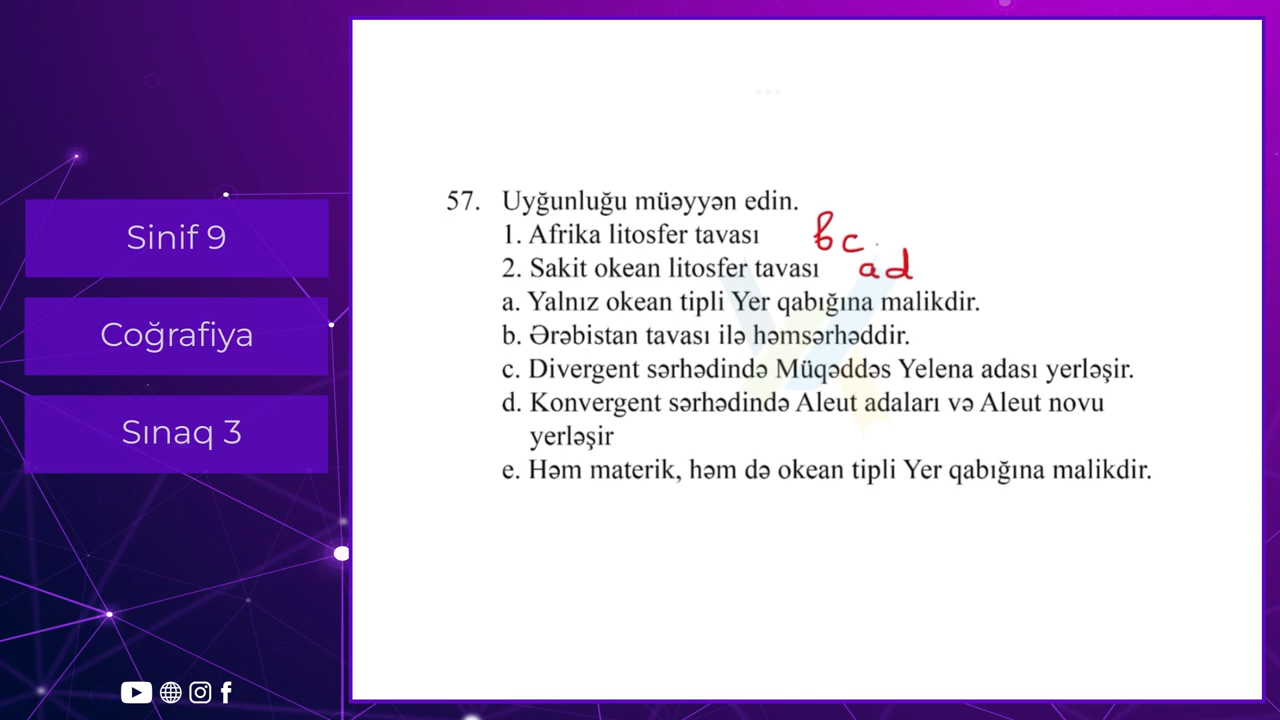 Sinif 9
Coğrafiya
Sınaq 3
57. Uyğunluğu müəyyən edin.
1. Afrika litosfer tavası b c
2. Sakit okean litosfer tavası a d
a. Yalnız okean tipli Yer qabığına malikdir.
b. Ərəbistan tavası ilə həmsərhəddir.
c. Divergent sərhədində Müqəddəs Yelena adası yerləşir.
d. Konvergent sərhədində Aleut adaları və Aleut novu
yerləşir
e. Həm materik, həm də okean tipli Yer qabığına malikdir.